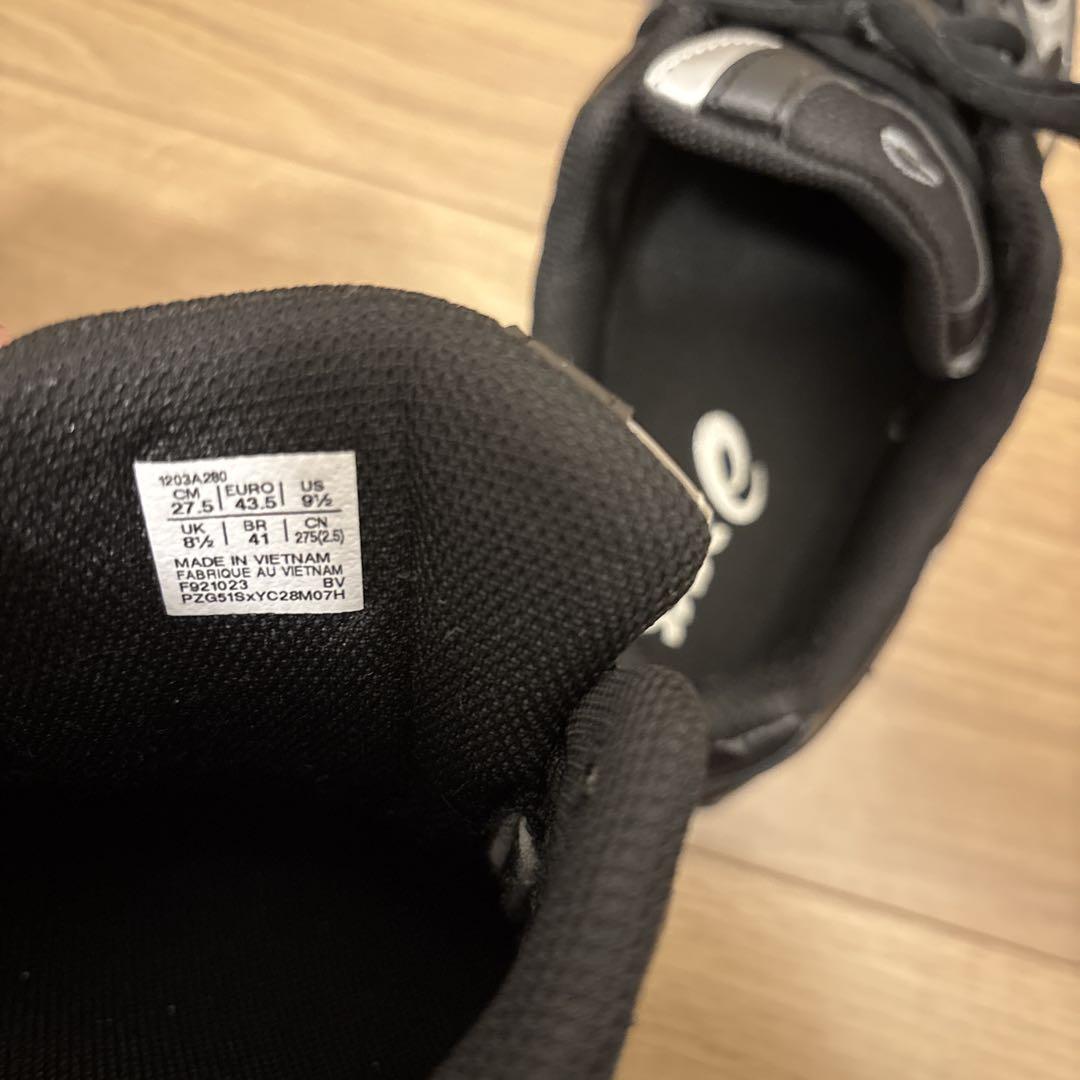 1203A280
CM EURO US
27.5 43.5 9½
UK BR CN
8½ 41 275(2.5)
MADE IN VIETNAM
FABRIQUE AU VIETNAM
F921023 BV
PZG51SxYC28M07H